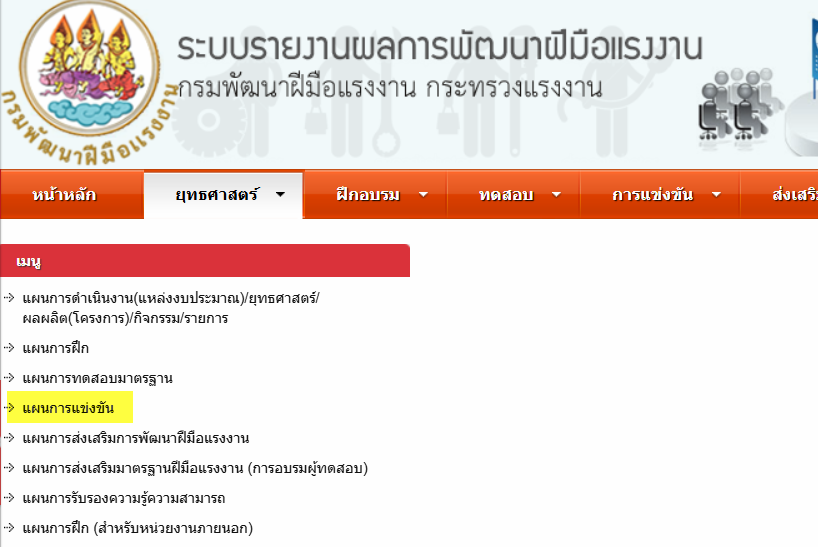 ระบบรายงานผลการพัฒนาฝีมือแรงงาน
กรมพัฒนาฝีมือแรงงาน กระทรวงแรงงาน
กรมพัฒนาฝีมือแรงงาน
หน้าหลัก ยุทธศาสตร์ ฝึกอบรม ทดสอบ การแข่งขัน ส่งเสริ
เมนู
แผนการดำเนินงาน(แหล่งงบประมาณ)/ยุทธศาสตร์/
ผลผลิต(โครงการ)/กิจกรรม/รายการ
แผนการฝึก
แผนการทดสอบมาตรฐาน
แผนการแข่งขัน
แผนการส่งเสริมการพัฒนาฝีมือแรงงาน
แผนการส่งเสริมมาตรฐานฝีมือแรงงาน (การอบรมผู้ทดสอบ)
แผนการรับรองความรู้ความสามารถ
แผนการฝึก (สำหรับหน่วยงานภายนอก)